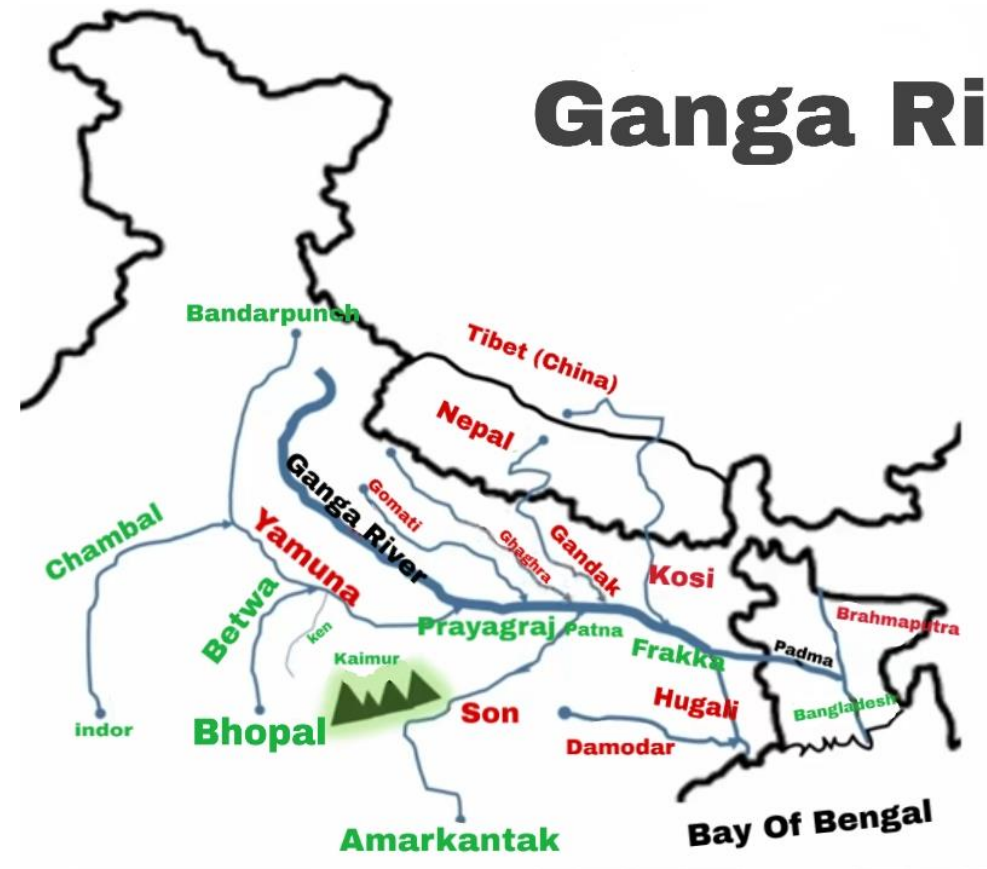 Ganga Ri
Bandarpunch
Tibet (China)
Nepal
Ganga River
Gomati
Ghaghra
Gandak
Kosi
Chambal
Yamuna
Betwa
ken
Prayagraj
Patna
Frakka
Padma
Brahmaputra
Kaimur
Hugali
Bangladesh
indor
Bhopal
Son
Damodar
Amarkantak
Bay Of Bengal